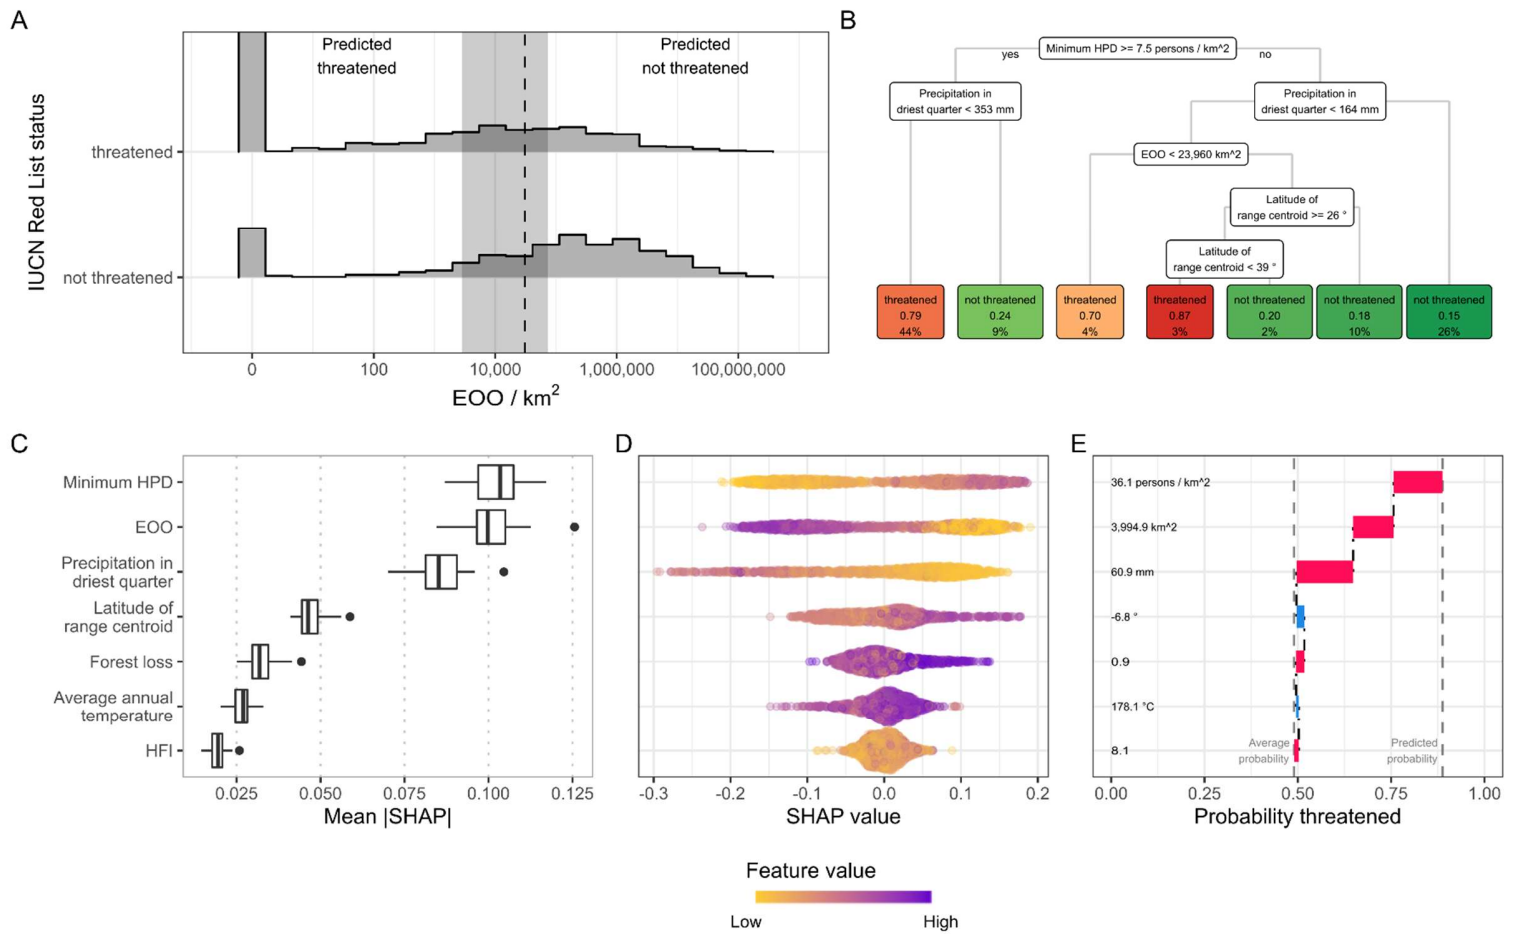 A
IUCN Red List status
Predicted
threatened
Predicted
not threatened
threatened
not threatened
0
100
10,000
1,000,000
100,000,000
EOO / km²
B
Minimum HPD >= 7.5 persons / km^2
yes
no
Precipitation in
driest quarter < 353 mm
Precipitation in
driest quarter < 164 mm
EOO < 23,960 km^2
Latitude of
range centroid >= 26 °
Latitude of
range centroid < 39 °
threatened
0.79
44%
not threatened
0.24
9%
threatened
0.70
4%
threatened
0.87
3%
not threatened
0.20
2%
not threatened
0.18
10%
not threatened
0.15
26%
C
Minimum HPD
EOO
Precipitation in
driest quarter
Latitude of
range centroid
Forest loss
Average annual
temperature
HFI
0.025
0.050
0.075
0.100
0.125
Mean |SHAP|
D
-0.3
-0.2
-0.1
0.0
0.1
0.2
SHAP value
E
36.1 persons / km^2
3,994.9 km^2
60.9 mm
-6.8 °
0.9
178.1 °C
8.1
Average
probability
Predicted
probability
0.00
0.25
0.50
0.75
1.00
Probability threatened
Feature value
Low
High